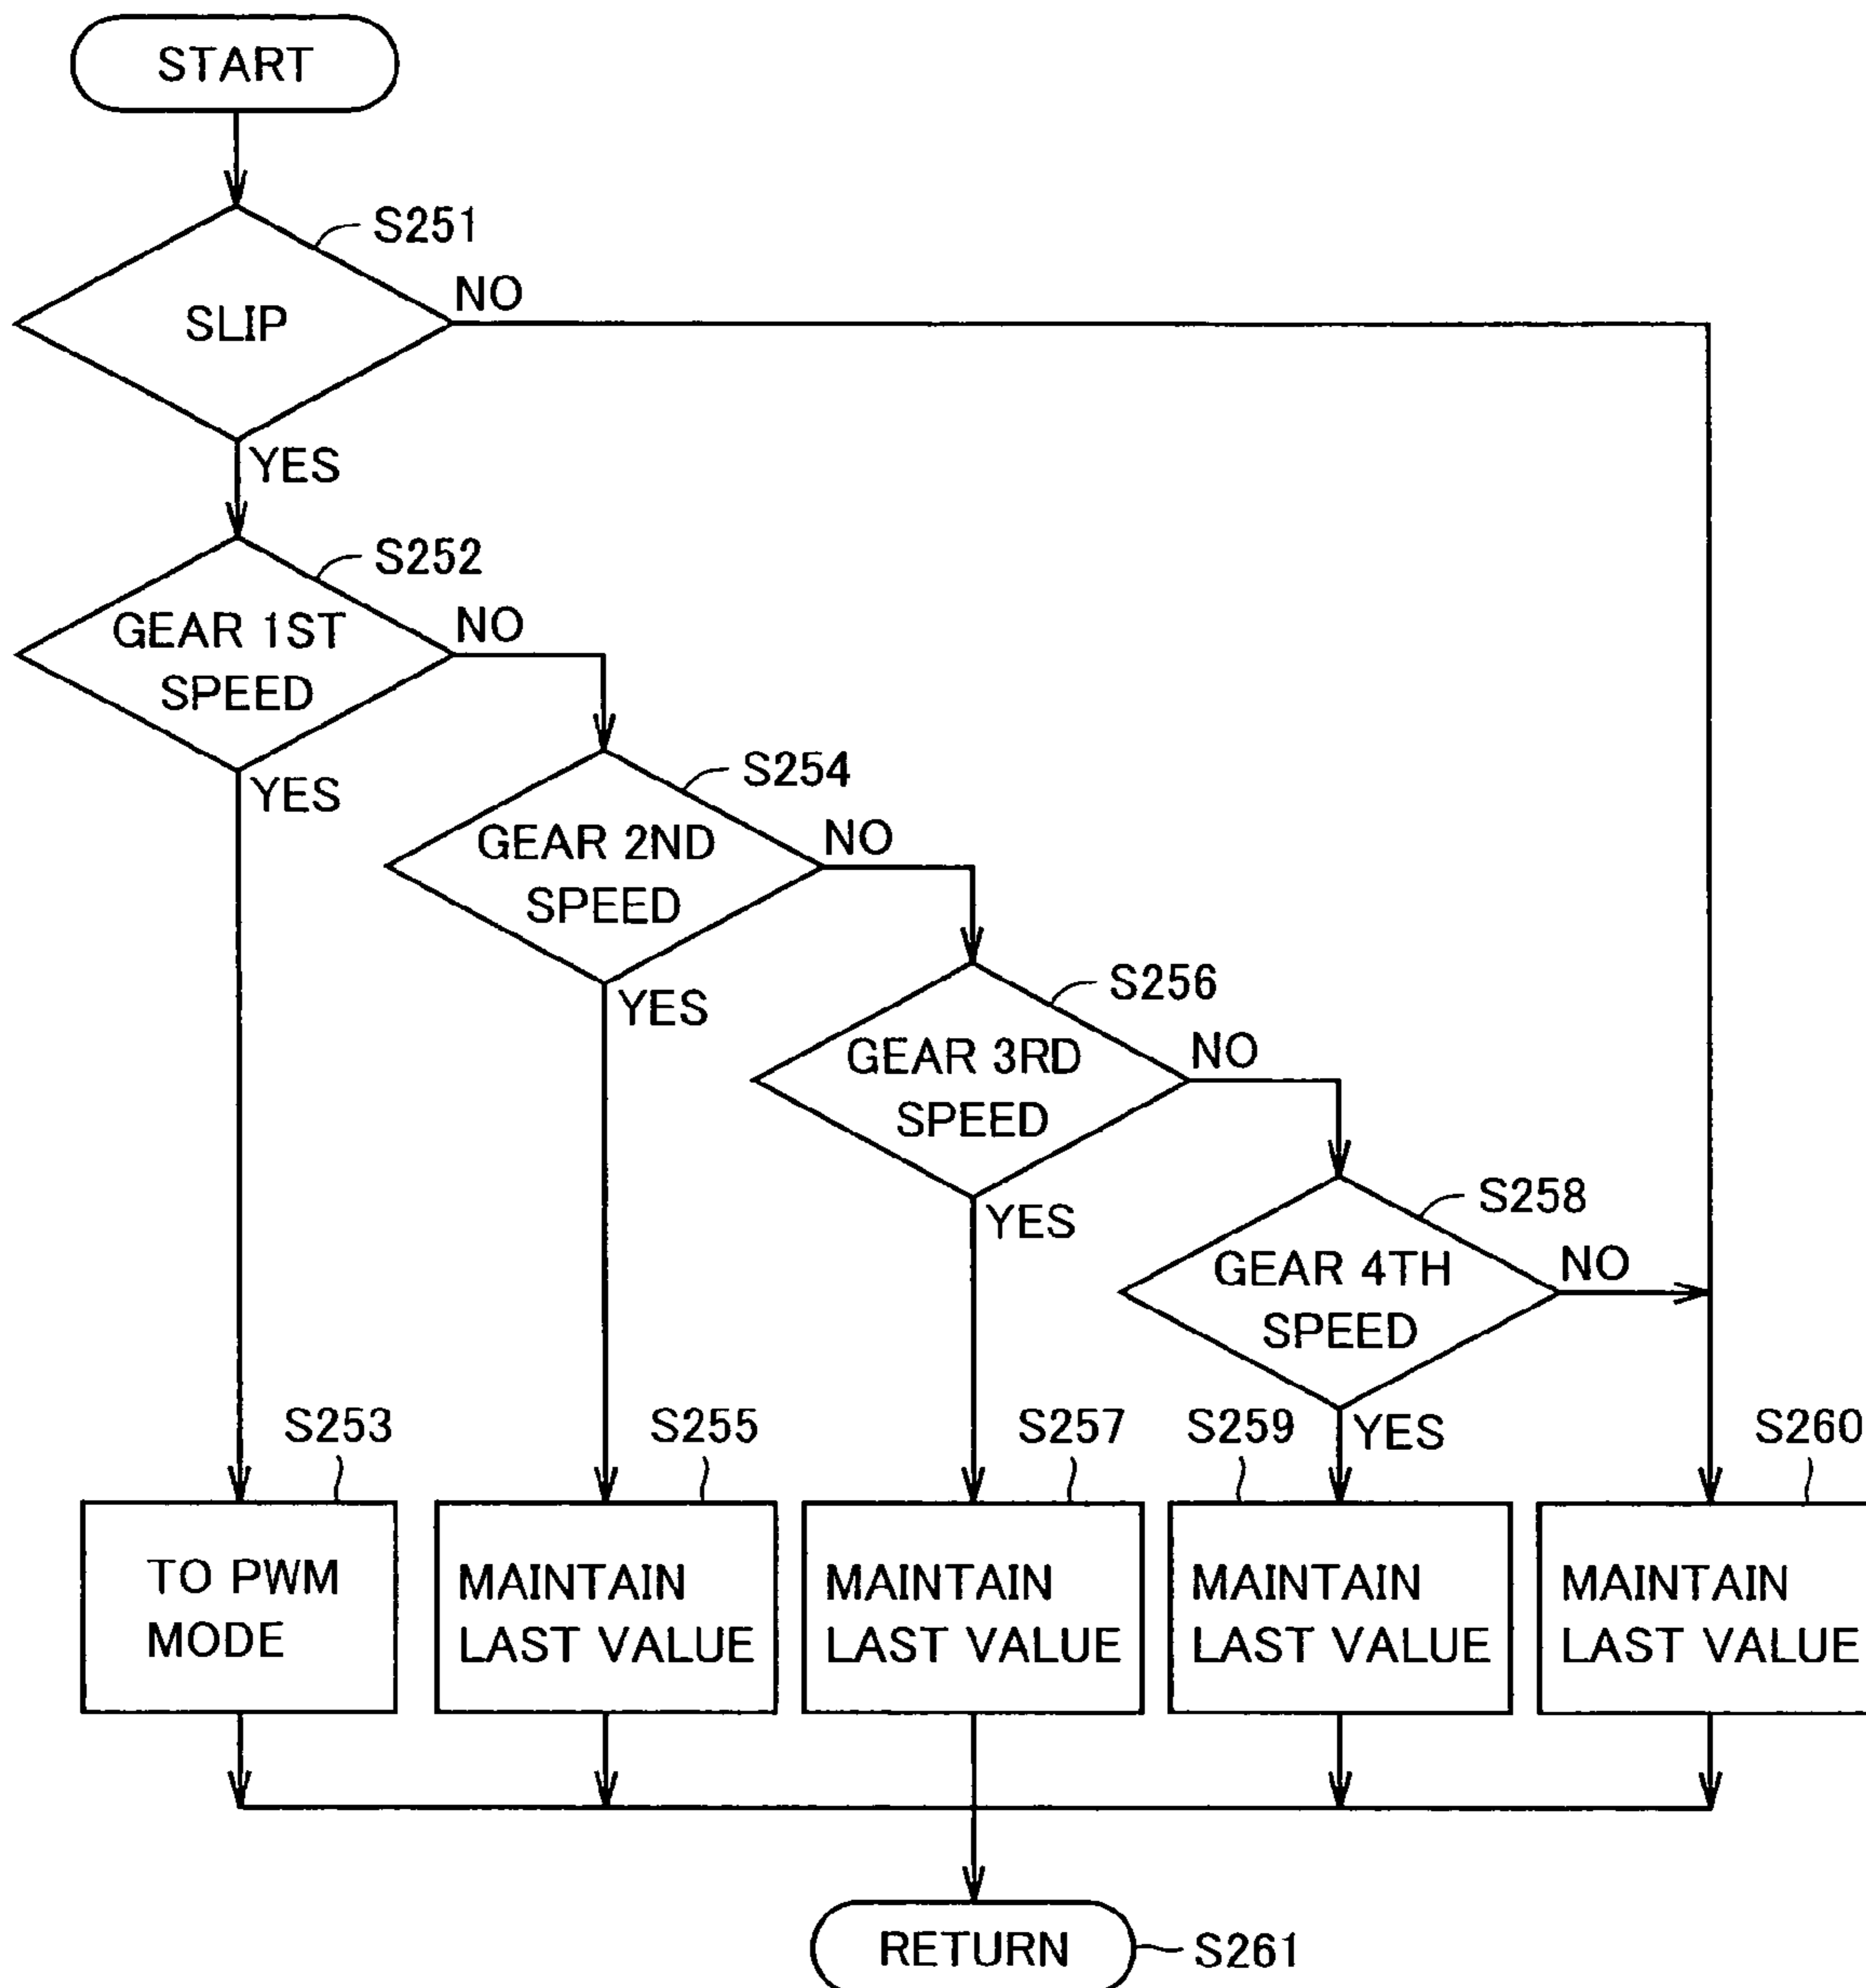 START
S251
SLIP
NO
YES
S252
GEAR 1ST
SPEED
NO
YES
S254
GEAR 2ND
SPEED
NO
YES
S256
GEAR 3RD
SPEED
NO
YES
S258
GEAR 4TH
SPEED
NO
YES
S253
TO PWM
MODE
S255
MAINTAIN
LAST VALUE
S257
MAINTAIN
LAST VALUE
S259
MAINTAIN
LAST VALUE
S260
MAINTAIN
LAST VALUE
RETURN
S261